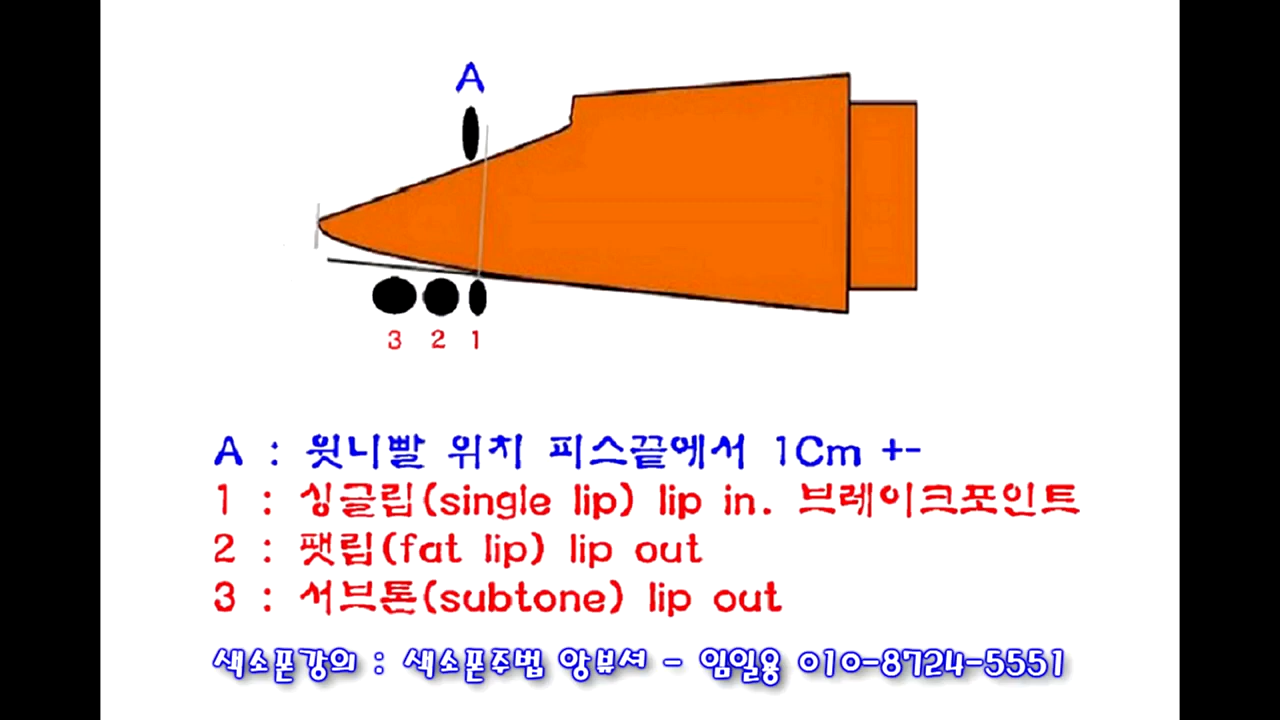 A
3 2 1
A : 윗니빨 위치 피스끝에서 1Cm +-
1 : 싱글립(single lip) lip in. 브레이크포인트
2 : 팻립(fat lip) lip out
3 : 서브톤(subtone) lip out
색소폰강의 : 색소폰주법 앙뷰셔 - 임일용 010-8724-5551